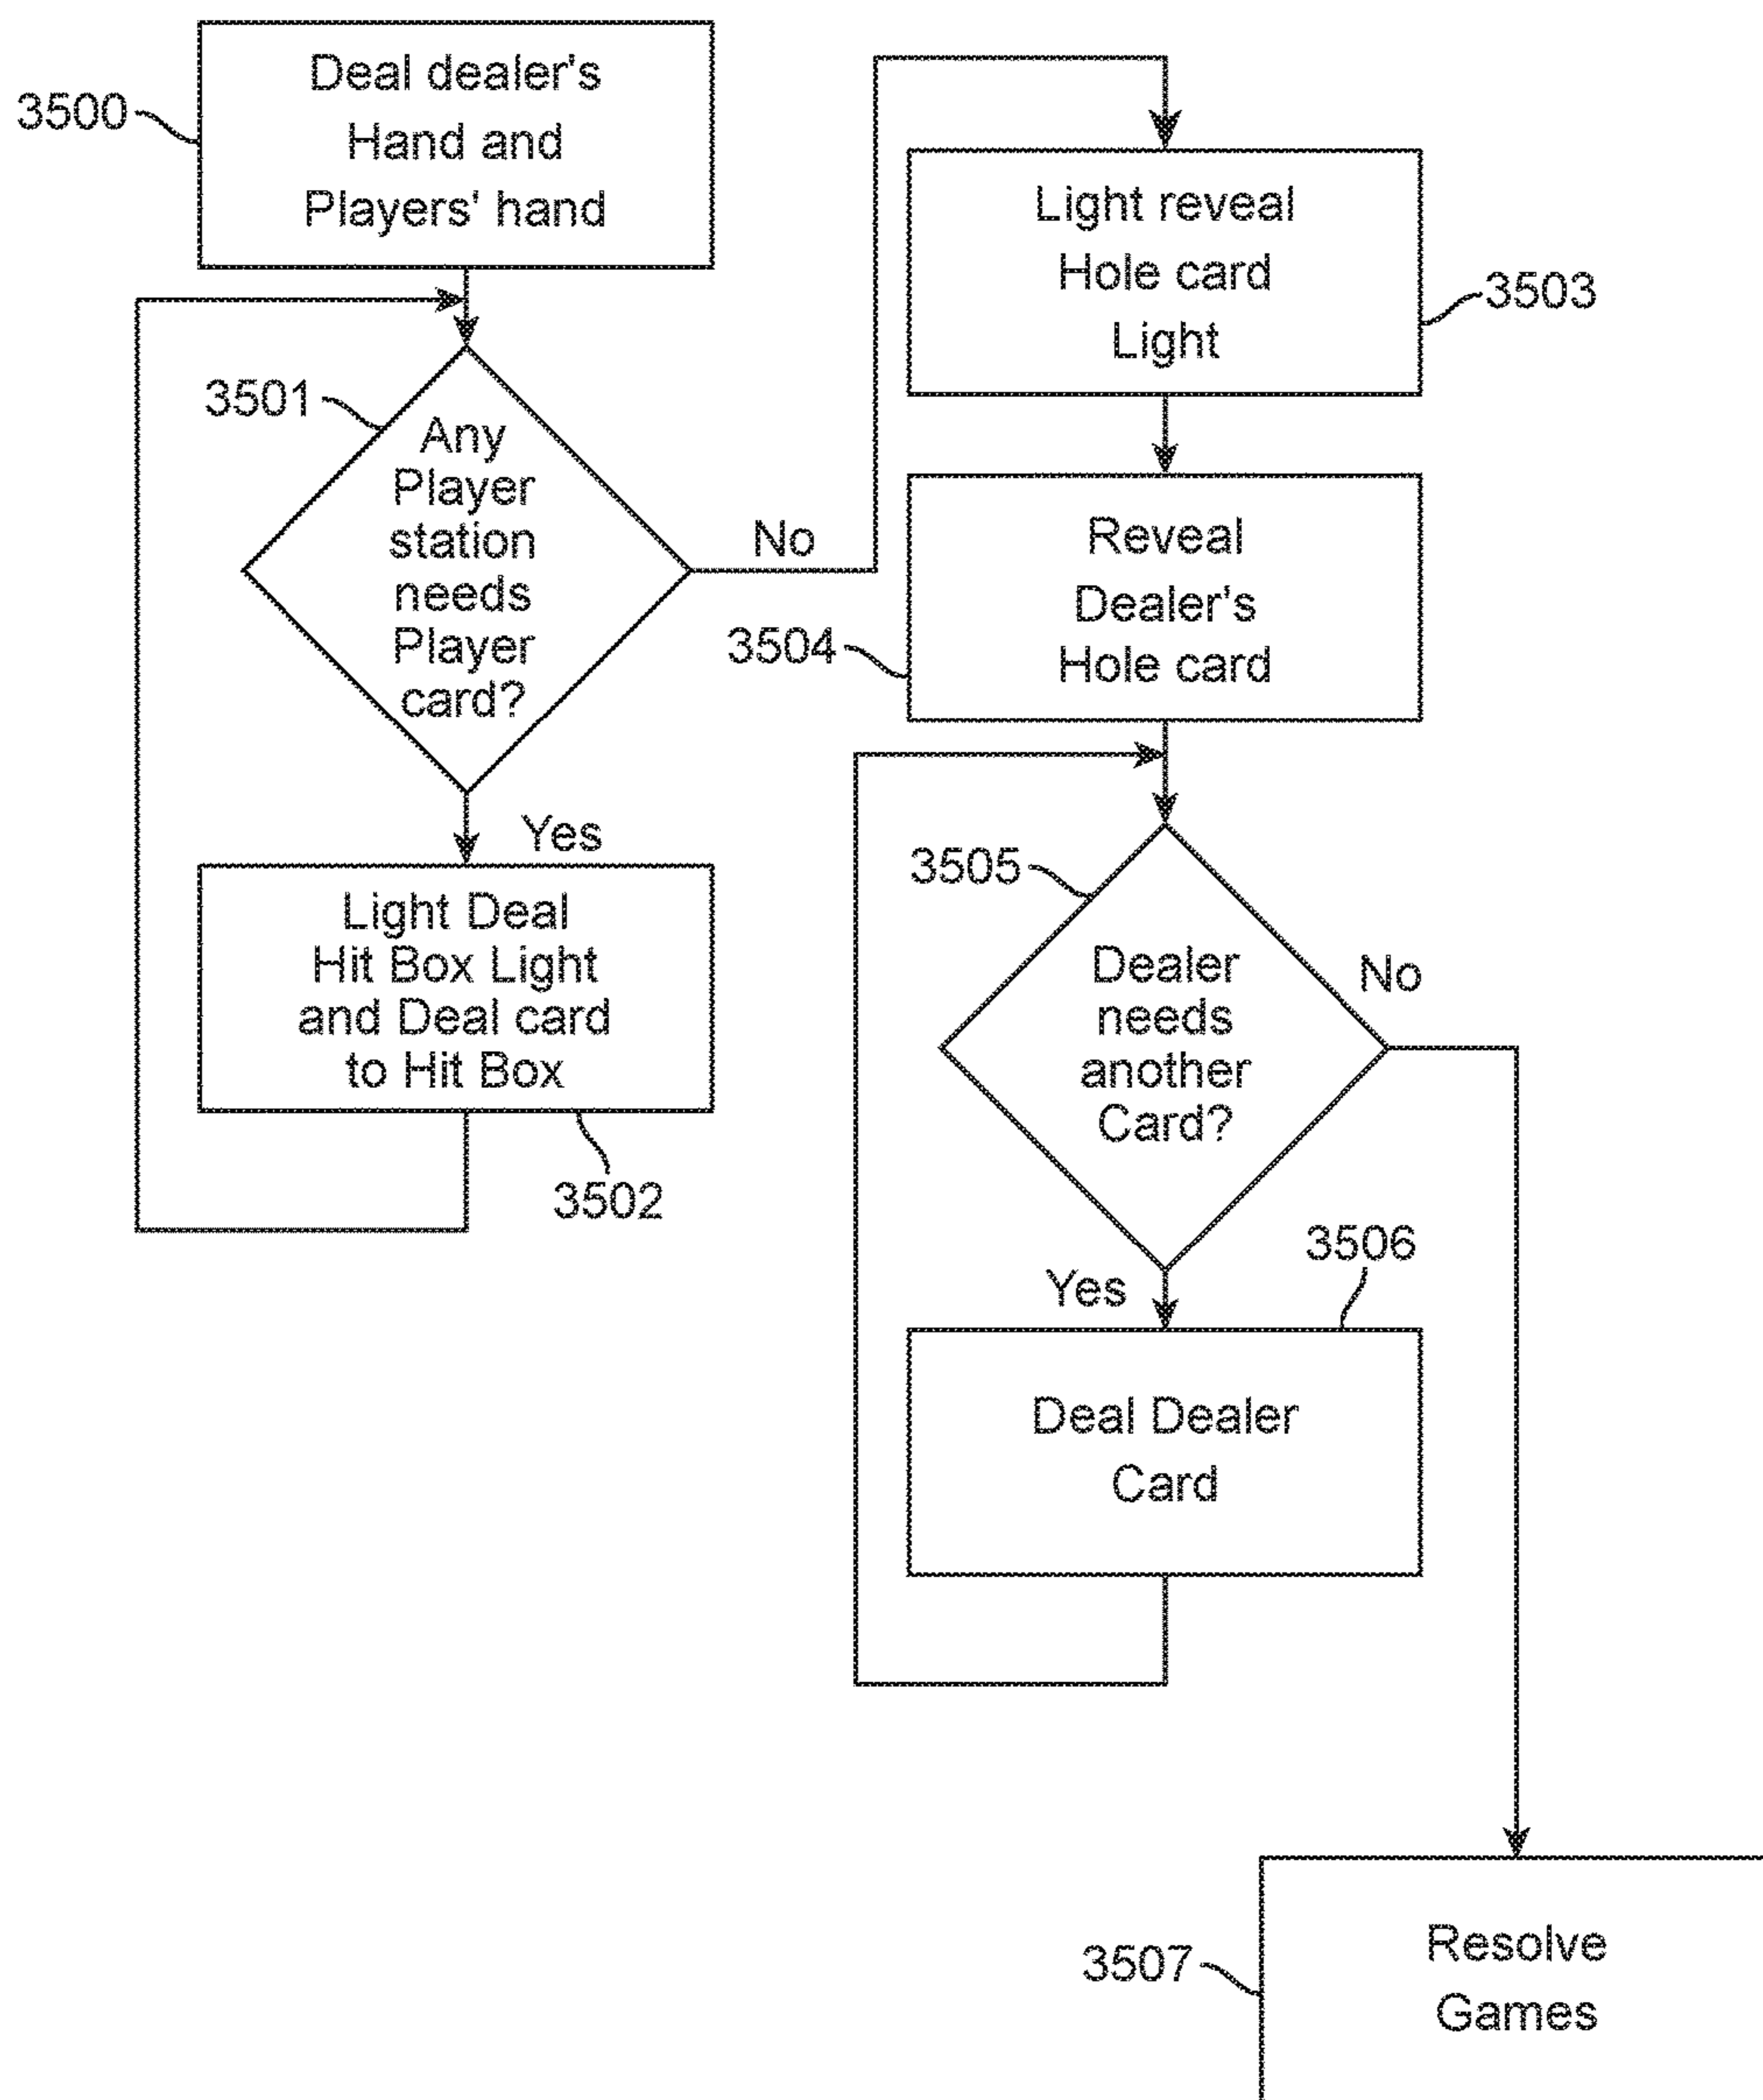 3500
Deal dealer's
Hand and
Players' hand
3501
Any
Player
station
needs
Player
card?
No
Yes
Light Deal
Hit Box Light
and Deal card
to Hit Box
3502
Light reveal
Hole card
Light
3503
Reveal
Dealer's
Hole card
3504
3505
Dealer
needs
another
Card?
No
Yes
3506
Deal Dealer
Card
3507
Resolve
Games